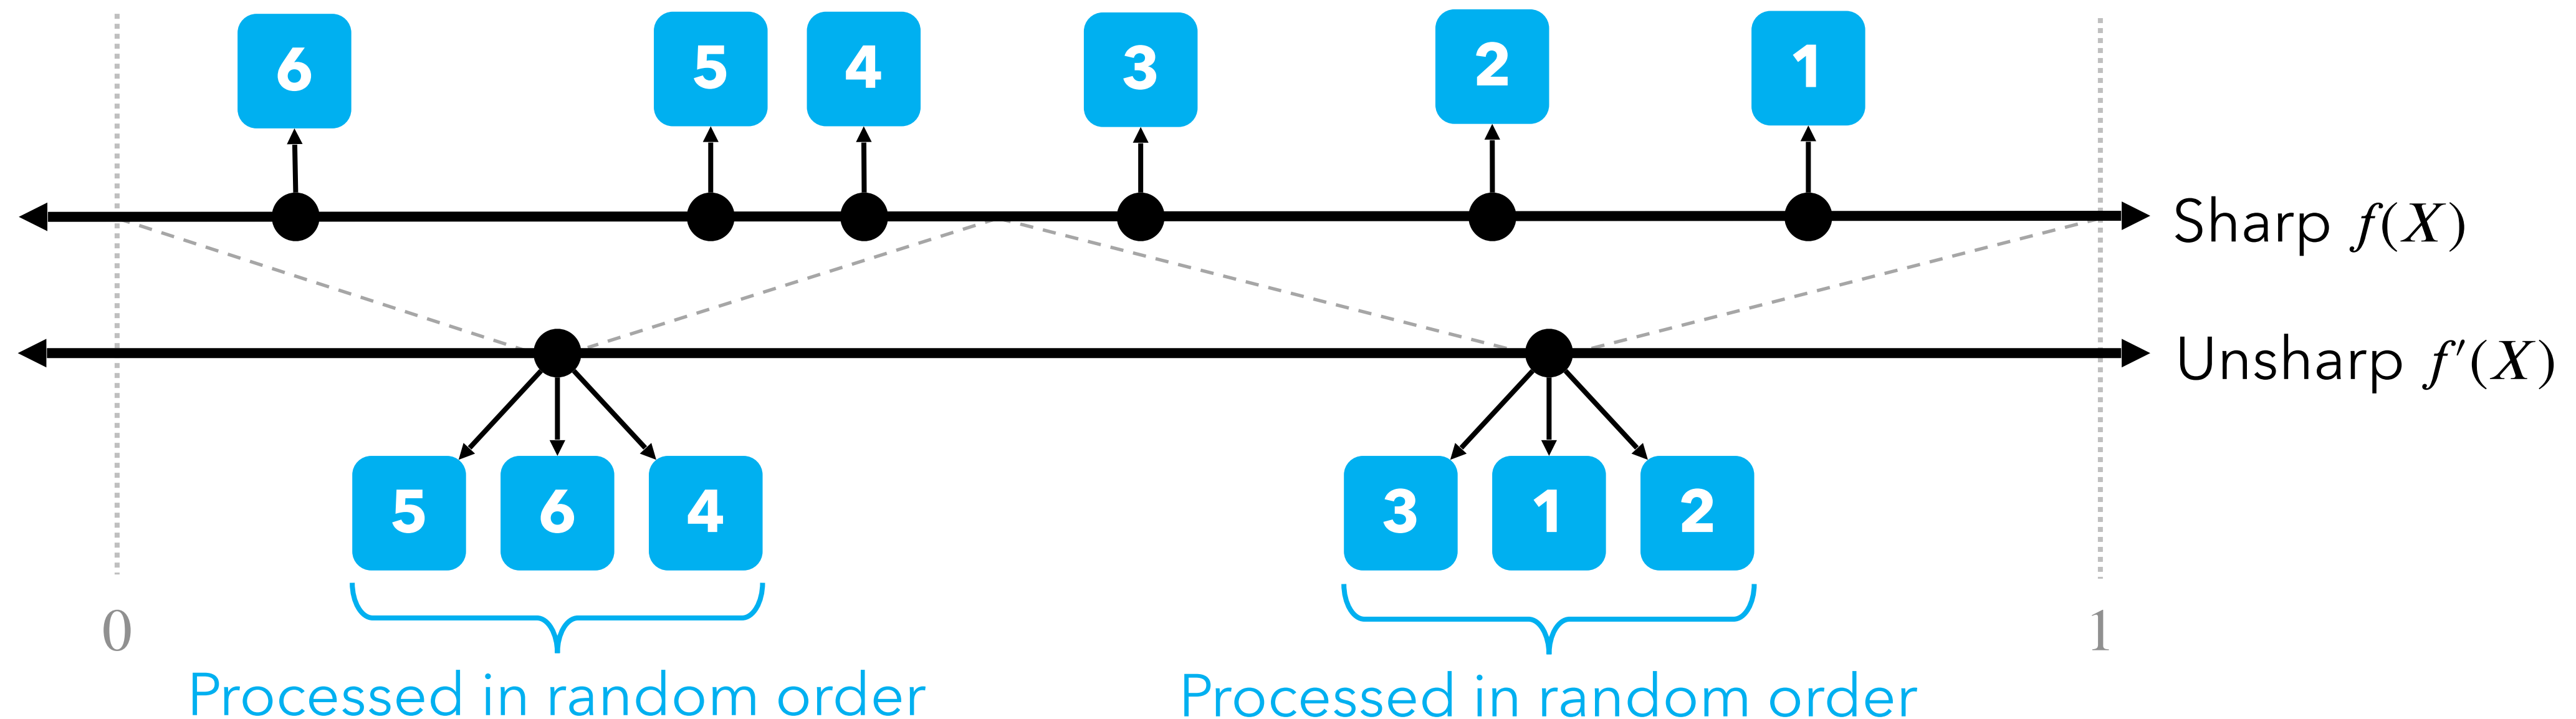 6 5 4 3 2 1
Sharp f(X)
Unsharp f′(X)
5 6 4 3 1 2
0 1
Processed in random order Processed in random order